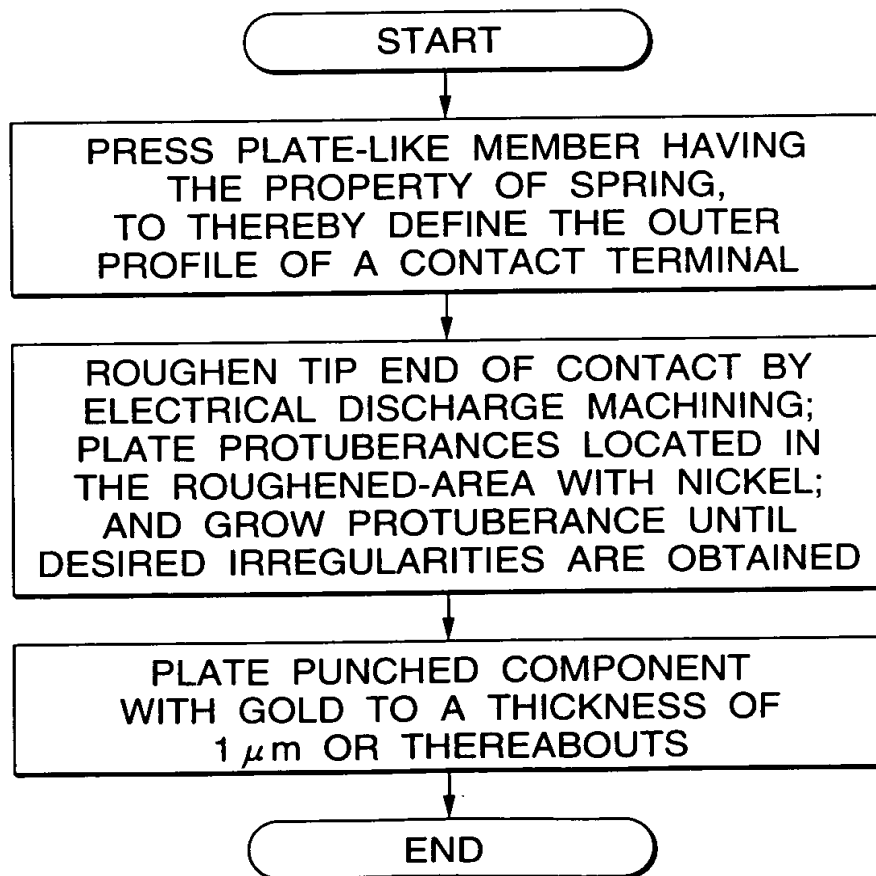 START
PRESS PLATE-LIKE MEMBER HAVING
THE PROPERTY OF SPRING,
TO THEREBY DEFINE THE OUTER
PROFILE OF A CONTACT TERMINAL
ROUGHEN TIP END OF CONTACT BY
ELECTRICAL DISCHARGE MACHINING;
PLATE PROTUBERANCES LOCATED IN
THE ROUGHENED-AREA WITH NICKEL;
AND GROW PROTUBERANCE UNTIL
DESIRED IRREGULARITIES ARE OBTAINED
PLATE PUNCHED COMPONENT
WITH GOLD TO A THICKNESS OF
1 μm OR THEREABOUTS
END